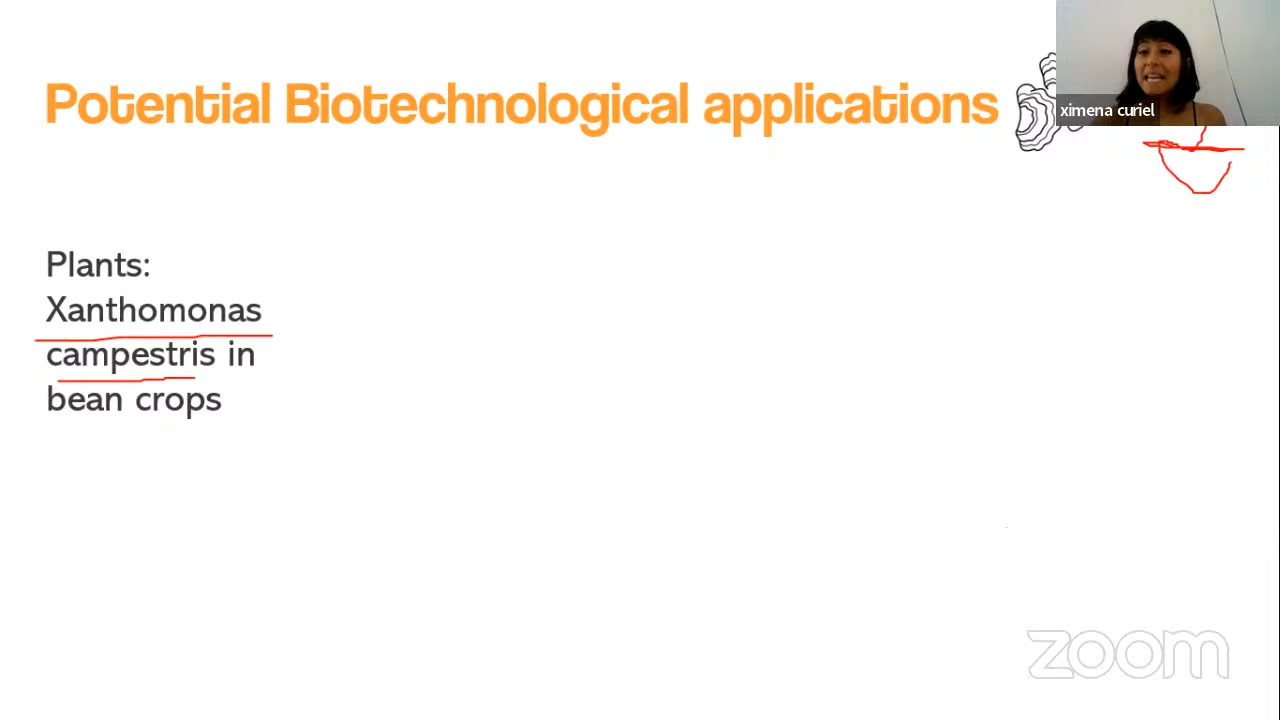 Potential Biotechnological applications
ximena curiel
Plants:
Xanthomonas
campestris in
bean crops
zoom